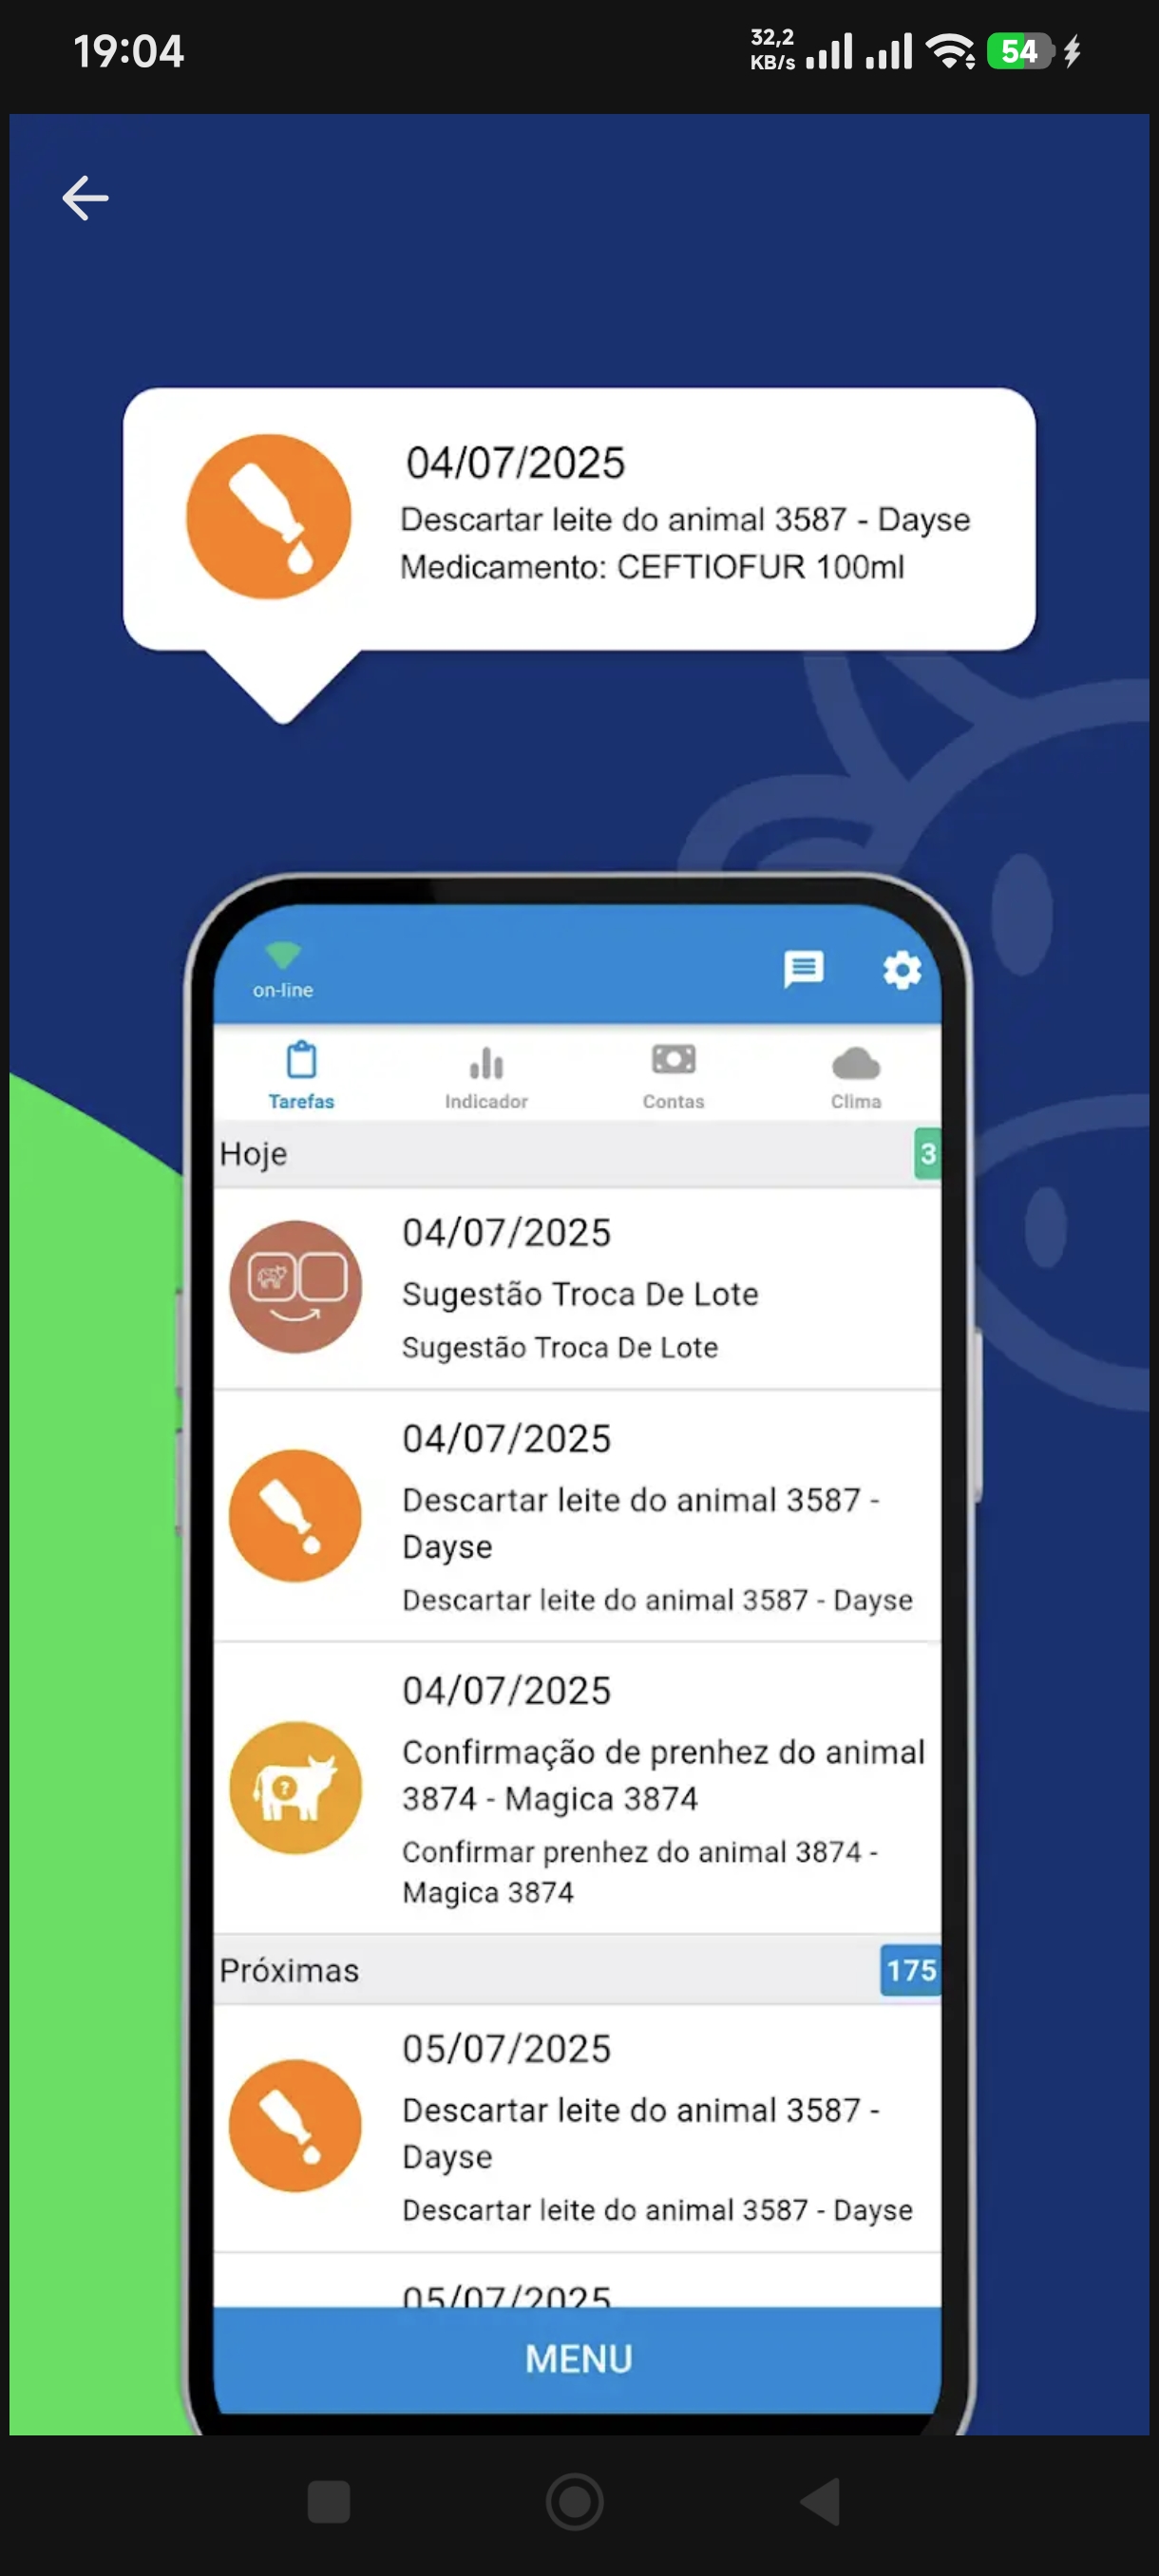 19:04
32,2
KB/s
54
04/07/2025
Descartar leite do animal 3587 - Dayse
Medicamento: CEFTIOFUR 100ml
on-line
Tarefas
Indicador
Contas
Clima
Hoje
3
04/07/2025
Sugestão Troca De Lote
Sugestão Troca De Lote
04/07/2025
Descartar leite do animal 3587 -
Dayse
Descartar leite do animal 3587 - Dayse
04/07/2025
?
Confirmação de prenhez do animal
3874 - Magica 3874
Confirmar prenhez do animal 3874 -
Magica 3874
Próximas
175
05/07/2025
Descartar leite do animal 3587 -
Dayse
Descartar leite do animal 3587 - Dayse
05/07/2025
MENU